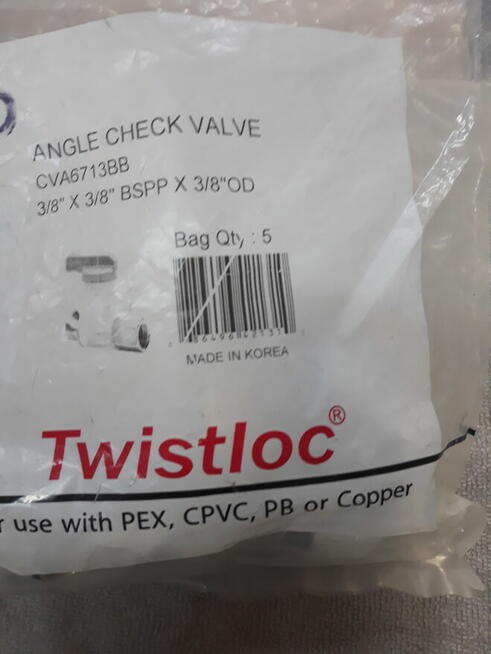 ANGLE CHECK VALVE
CVA6713BB
3/8" X 3/8" BSPP X 3/8"OD
Bag Qty : 5
MADE IN KOREA
Twistloc®
use with PEX, CPVC, PB or Copper